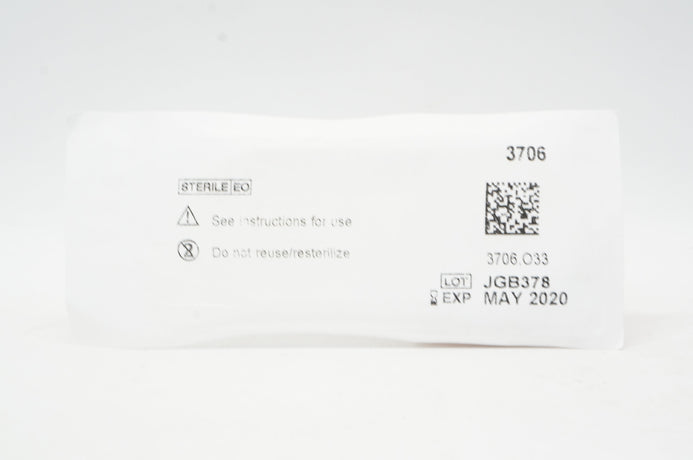 3706
STERILE EO
See instructions for use
Do not reuse/resterilize
3706.O33
LOT JGB378
EXP MAY 2020